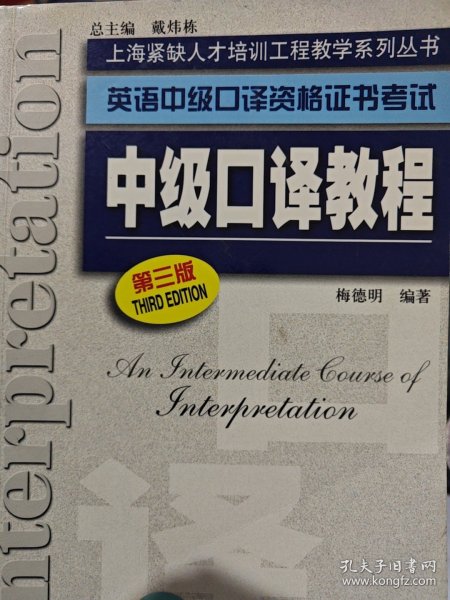 总主编 戴炜栋
上海紧缺人才培训工程教学系列丛书
英语中级口译资格证书考试
中级口译教程
第三版
THIRD EDITION
梅德明 编著
An Intermediate Course of
Interpretation
口
译
nterpretation
孔夫子旧书网
www.kongfz.com